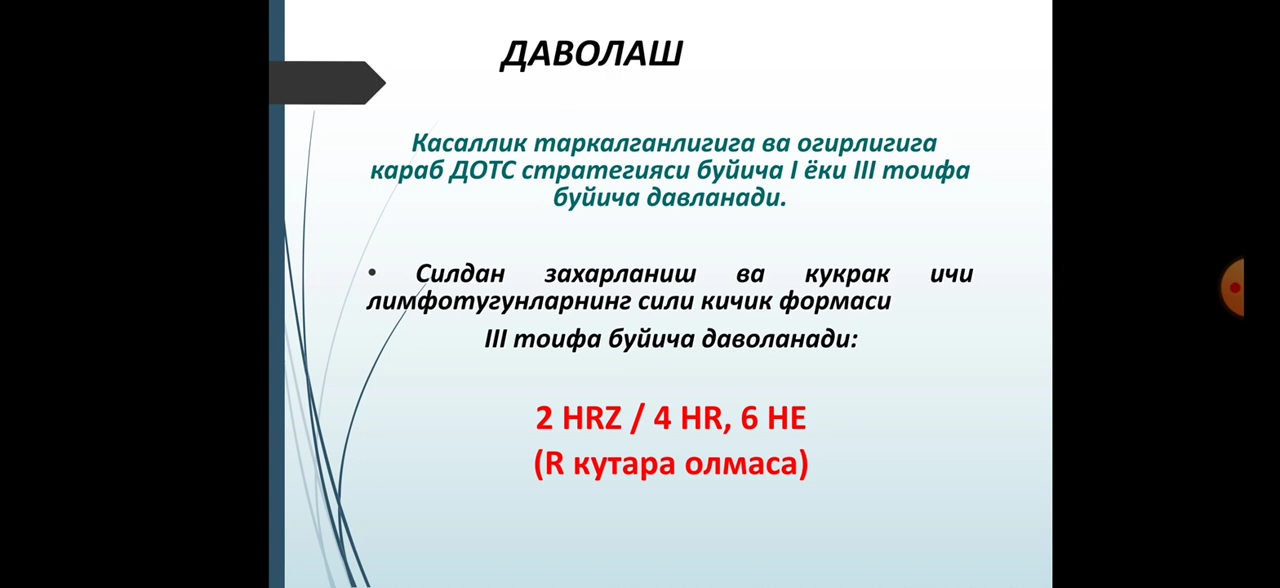 ДАВОЛАШ
Касаллик таркалганлигига ва огирлигига
караб ДОТС стратегияси буйича I ёки III тоифа
буйича давланади.
• Силдан захарланиш ва кукрак ичи
лимфотугунларнинг сили кичик формаси
III тоифа буйича даволанади:
2 HRZ / 4 HR, 6 HE
(R кутара олмаса)